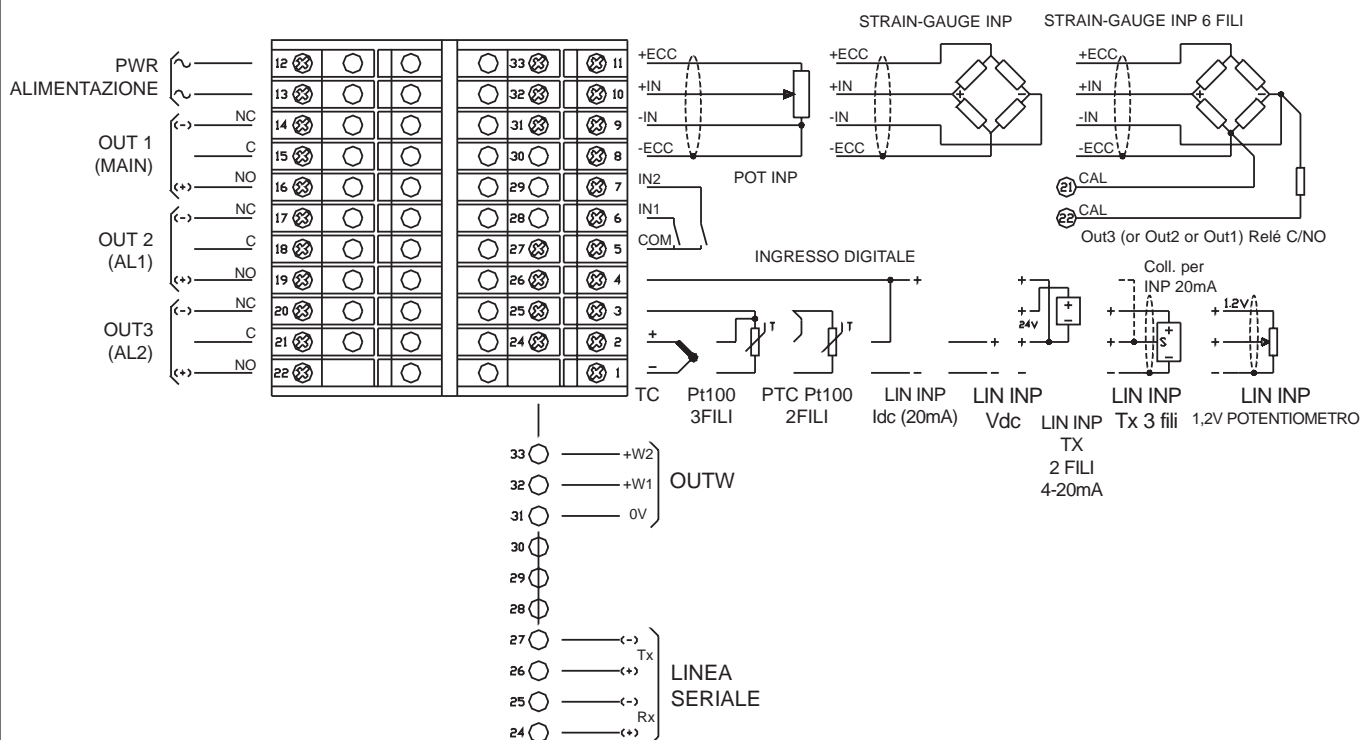 STRAIN-GAUGE INP
STRAIN-GAUGE INP 6 FILI
PWR
ALIMENTAZIONE
OUT 1
(MAIN)
(-) NC
C
(+) NO
OUT 2
(AL1)
(-) NC
C
(+) NO
OUT3
(AL2)
(-) NC
C
(+) NO
12 33 11
13 32 10
14 31 9
15 30 8
16 29 7
17 28 6
18 27 5
19 26 4
20 25 3
21 24 2
22 1
+ECC
+IN
-IN
-ECC
POT INP
IN2
IN1
COM
INGRESSO DIGITALE
+ECC
+IN
-IN
-ECC
+ -
+ECC
+IN
-IN
-ECC
+ -
21 CAL
22 CAL
Out3 (or Out2 or Out1) Relé C/NO
Coll. per
INP 20mA
+
-
TC
T
Pt100
3FILI
T
PTC Pt100
2FILI
+
-
LIN INP
Idc (20mA)
+
-
LIN INP
Vdc
+
+
24V
-
+
-
LIN INP
TX
2 FILI
4-20mA
+
+
-
+
S
-
LIN INP
Tx 3 fili
1.2V
+
+
-
LIN INP
1,2V POTENTIOMETRO
33 +W2
32 +W1
31 0V
OUTW
30
29
28
27 (-)
Tx
26 (+)
25 (-)
Rx
24 (+)
LINEA
SERIALE